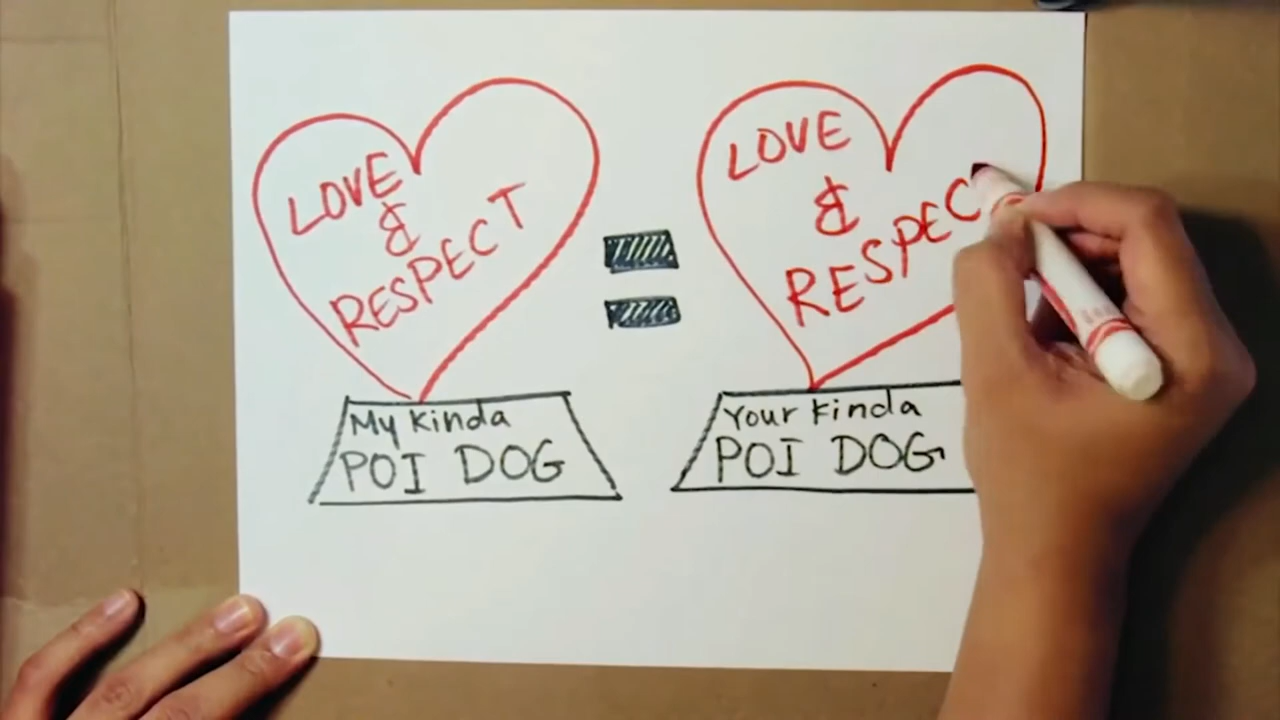 LOVE
&
RESPECT
My Kinda
POI DOG
=
LOVE
&
RESPEC
Your Kinda
POI DOG